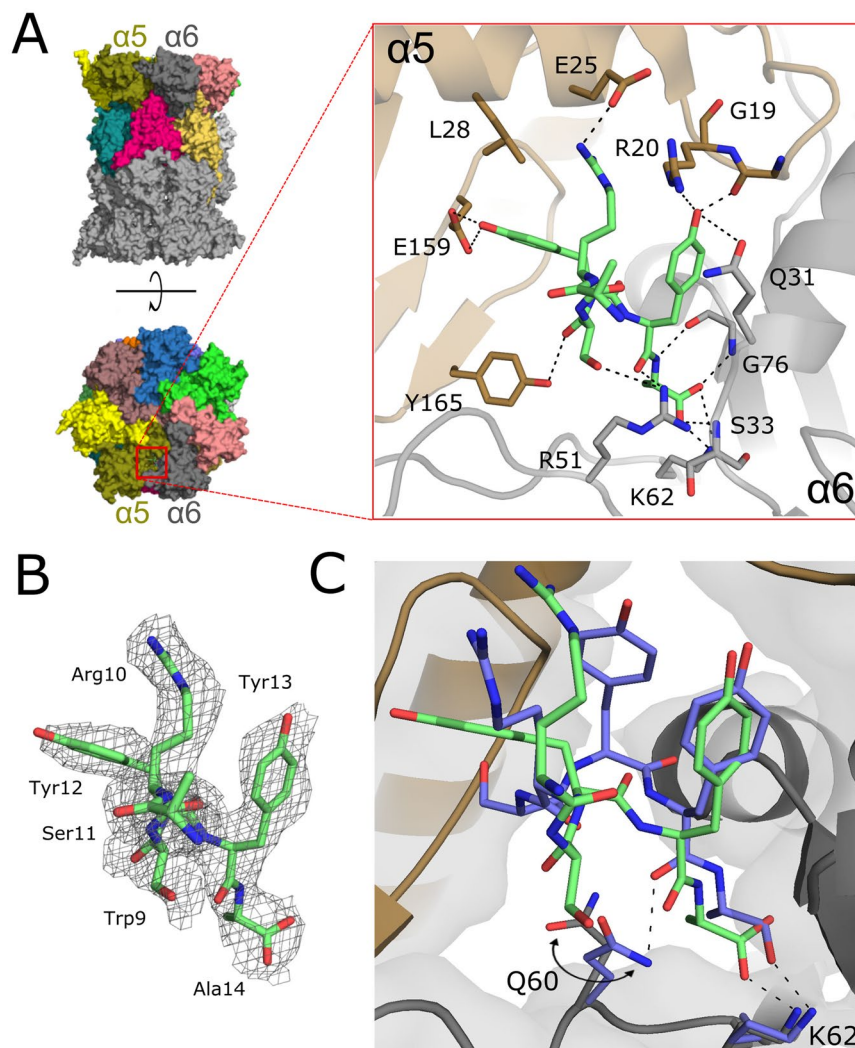 A
α5 α6
α5 α6
α5
E25
G19
L28
R20
E159
Q31
G76
Y165
S33
R51
K62
α6
B
Arg10
Tyr13
Tyr12
Ser11
Trp9
Ala14
C
Q60
K62